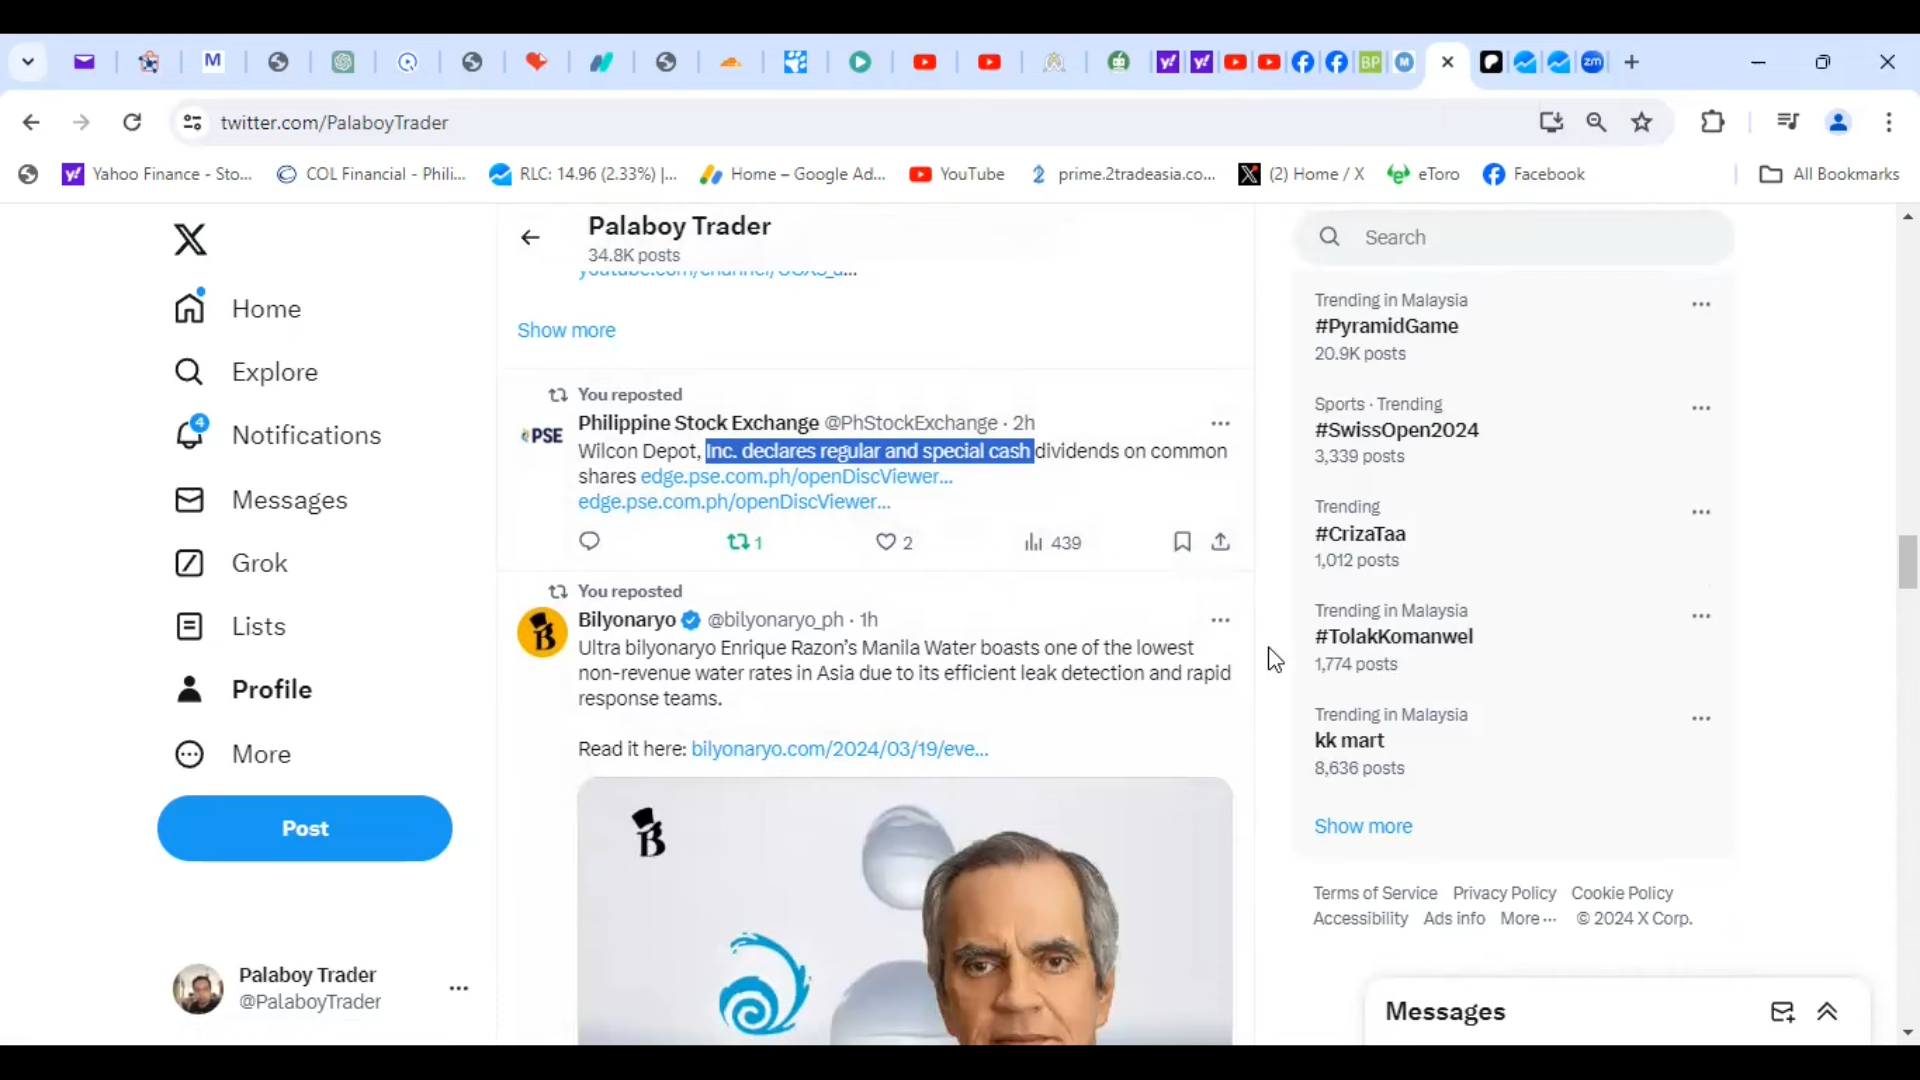 M
y!
y!
BP
M
zm
twitter.com/PalaboyTrader
y! Yahoo Finance - Sto...
COL Financial - Phili...
RLC: 14.96 (2.33%) |...
Home – Google Ad...
YouTube
2 prime.2tradeasia.co...
X (2) Home / X
eToro
Facebook
All Bookmarks
X
Home
Explore
4
Notifications
Messages
Grok
Lists
Profile
More
Post
Palaboy Trader
@PalaboyTrader
Palaboy Trader
34.8K posts
Show more
You reposted
PSE
Philippine Stock Exchange @PhStockExchange · 2h
Wilcon Depot, Inc. declares regular and special cash dividends on common
shares edge.pse.com.ph/openDiscViewer...
edge.pse.com.ph/openDiscViewer...
1
2
439
You reposted
B
Bilyonaryo @bilyonaryo_ph · 1h
Ultra bilyonaryo Enrique Razon’s Manila Water boasts one of the lowest
non-revenue water rates in Asia due to its efficient leak detection and rapid
response teams.
Read it here: bilyonaryo.com/2024/03/19/eve...
B
Search
Trending in Malaysia
#PyramidGame
20.9K posts
Sports · Trending
#SwissOpen2024
3,339 posts
Trending
#CrizaTaa
1,012 posts
Trending in Malaysia
#TolakKomanwel
1,774 posts
Trending in Malaysia
kk mart
8,636 posts
Show more
Terms of Service Privacy Policy Cookie Policy
Accessibility Ads info More ··· © 2024 X Corp.
Messages